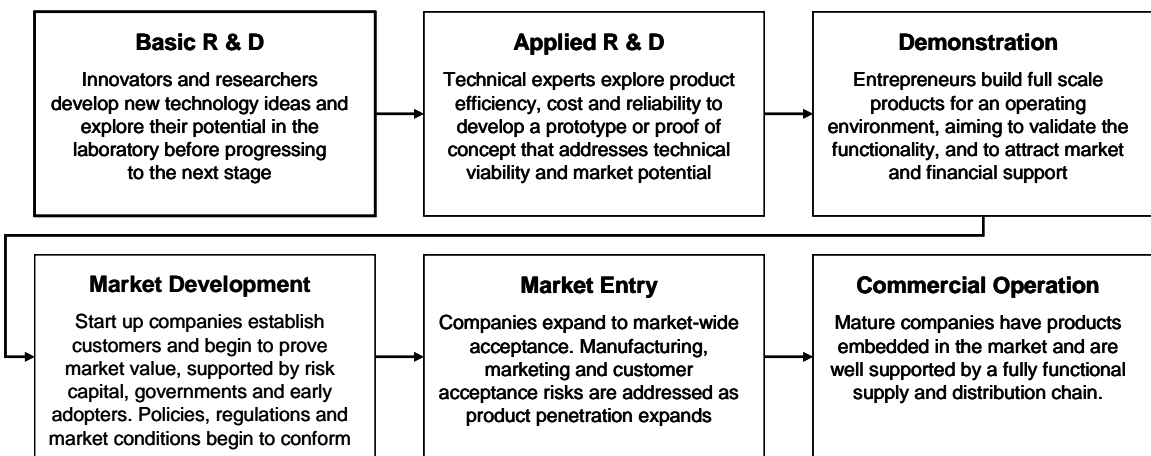 Basic R & D
Innovators and researchers
develop new technology ideas and
explore their potential in the
laboratory before progressing
to the next stage
Applied R & D
Technical experts explore product
efficiency, cost and reliability to
develop a prototype or proof of
concept that addresses technical
viability and market potential
Demonstration
Entrepreneurs build full scale
products for an operating
environment, aiming to validate the
functionality, and to attract market
and financial support
Market Development
Start up companies establish
customers and begin to prove
market value, supported by risk
capital, governments and early
adopters. Policies, regulations and
market conditions begin to conform
Market Entry
Companies expand to market-wide
acceptance. Manufacturing,
marketing and customer
acceptance risks are addressed as
product penetration expands
Commercial Operation
Mature companies have products
embedded in the market and are
well supported by a fully functional
supply and distribution chain.